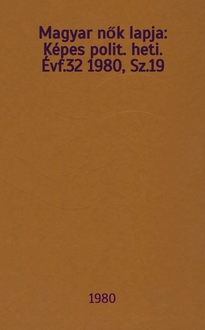 Magyar nők lapja:
Képes polit. heti.
Évf.32 1980, Sz.19
1980